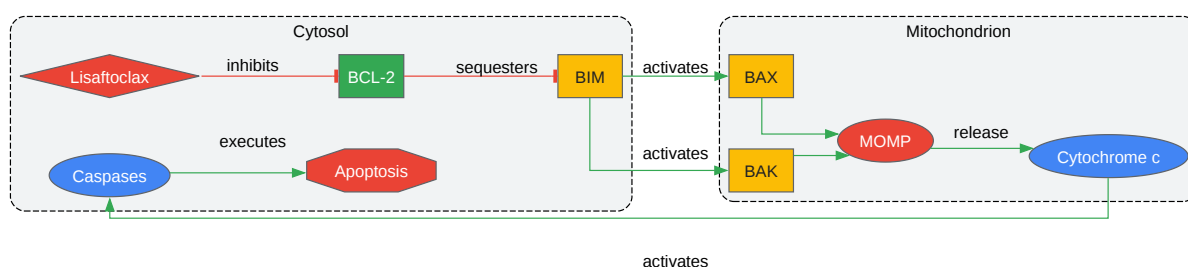 Cytosol
Mitochondrion
Lisaftoclax
inhibits
BCL-2
sequesters
BIM
activates
BAX
executes
MOMP
release
Cytochrome c
Caspases
Apoptosis
activates
BAK
activates